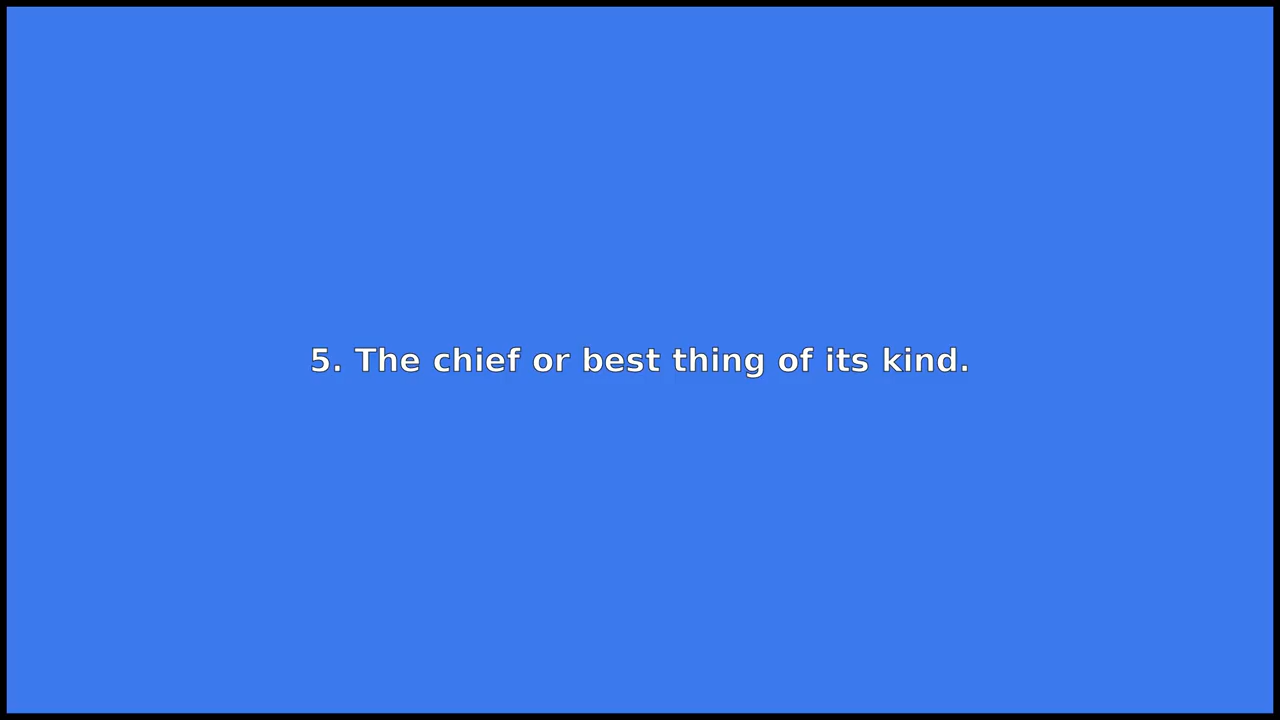 5. The chief or best thing of its kind.